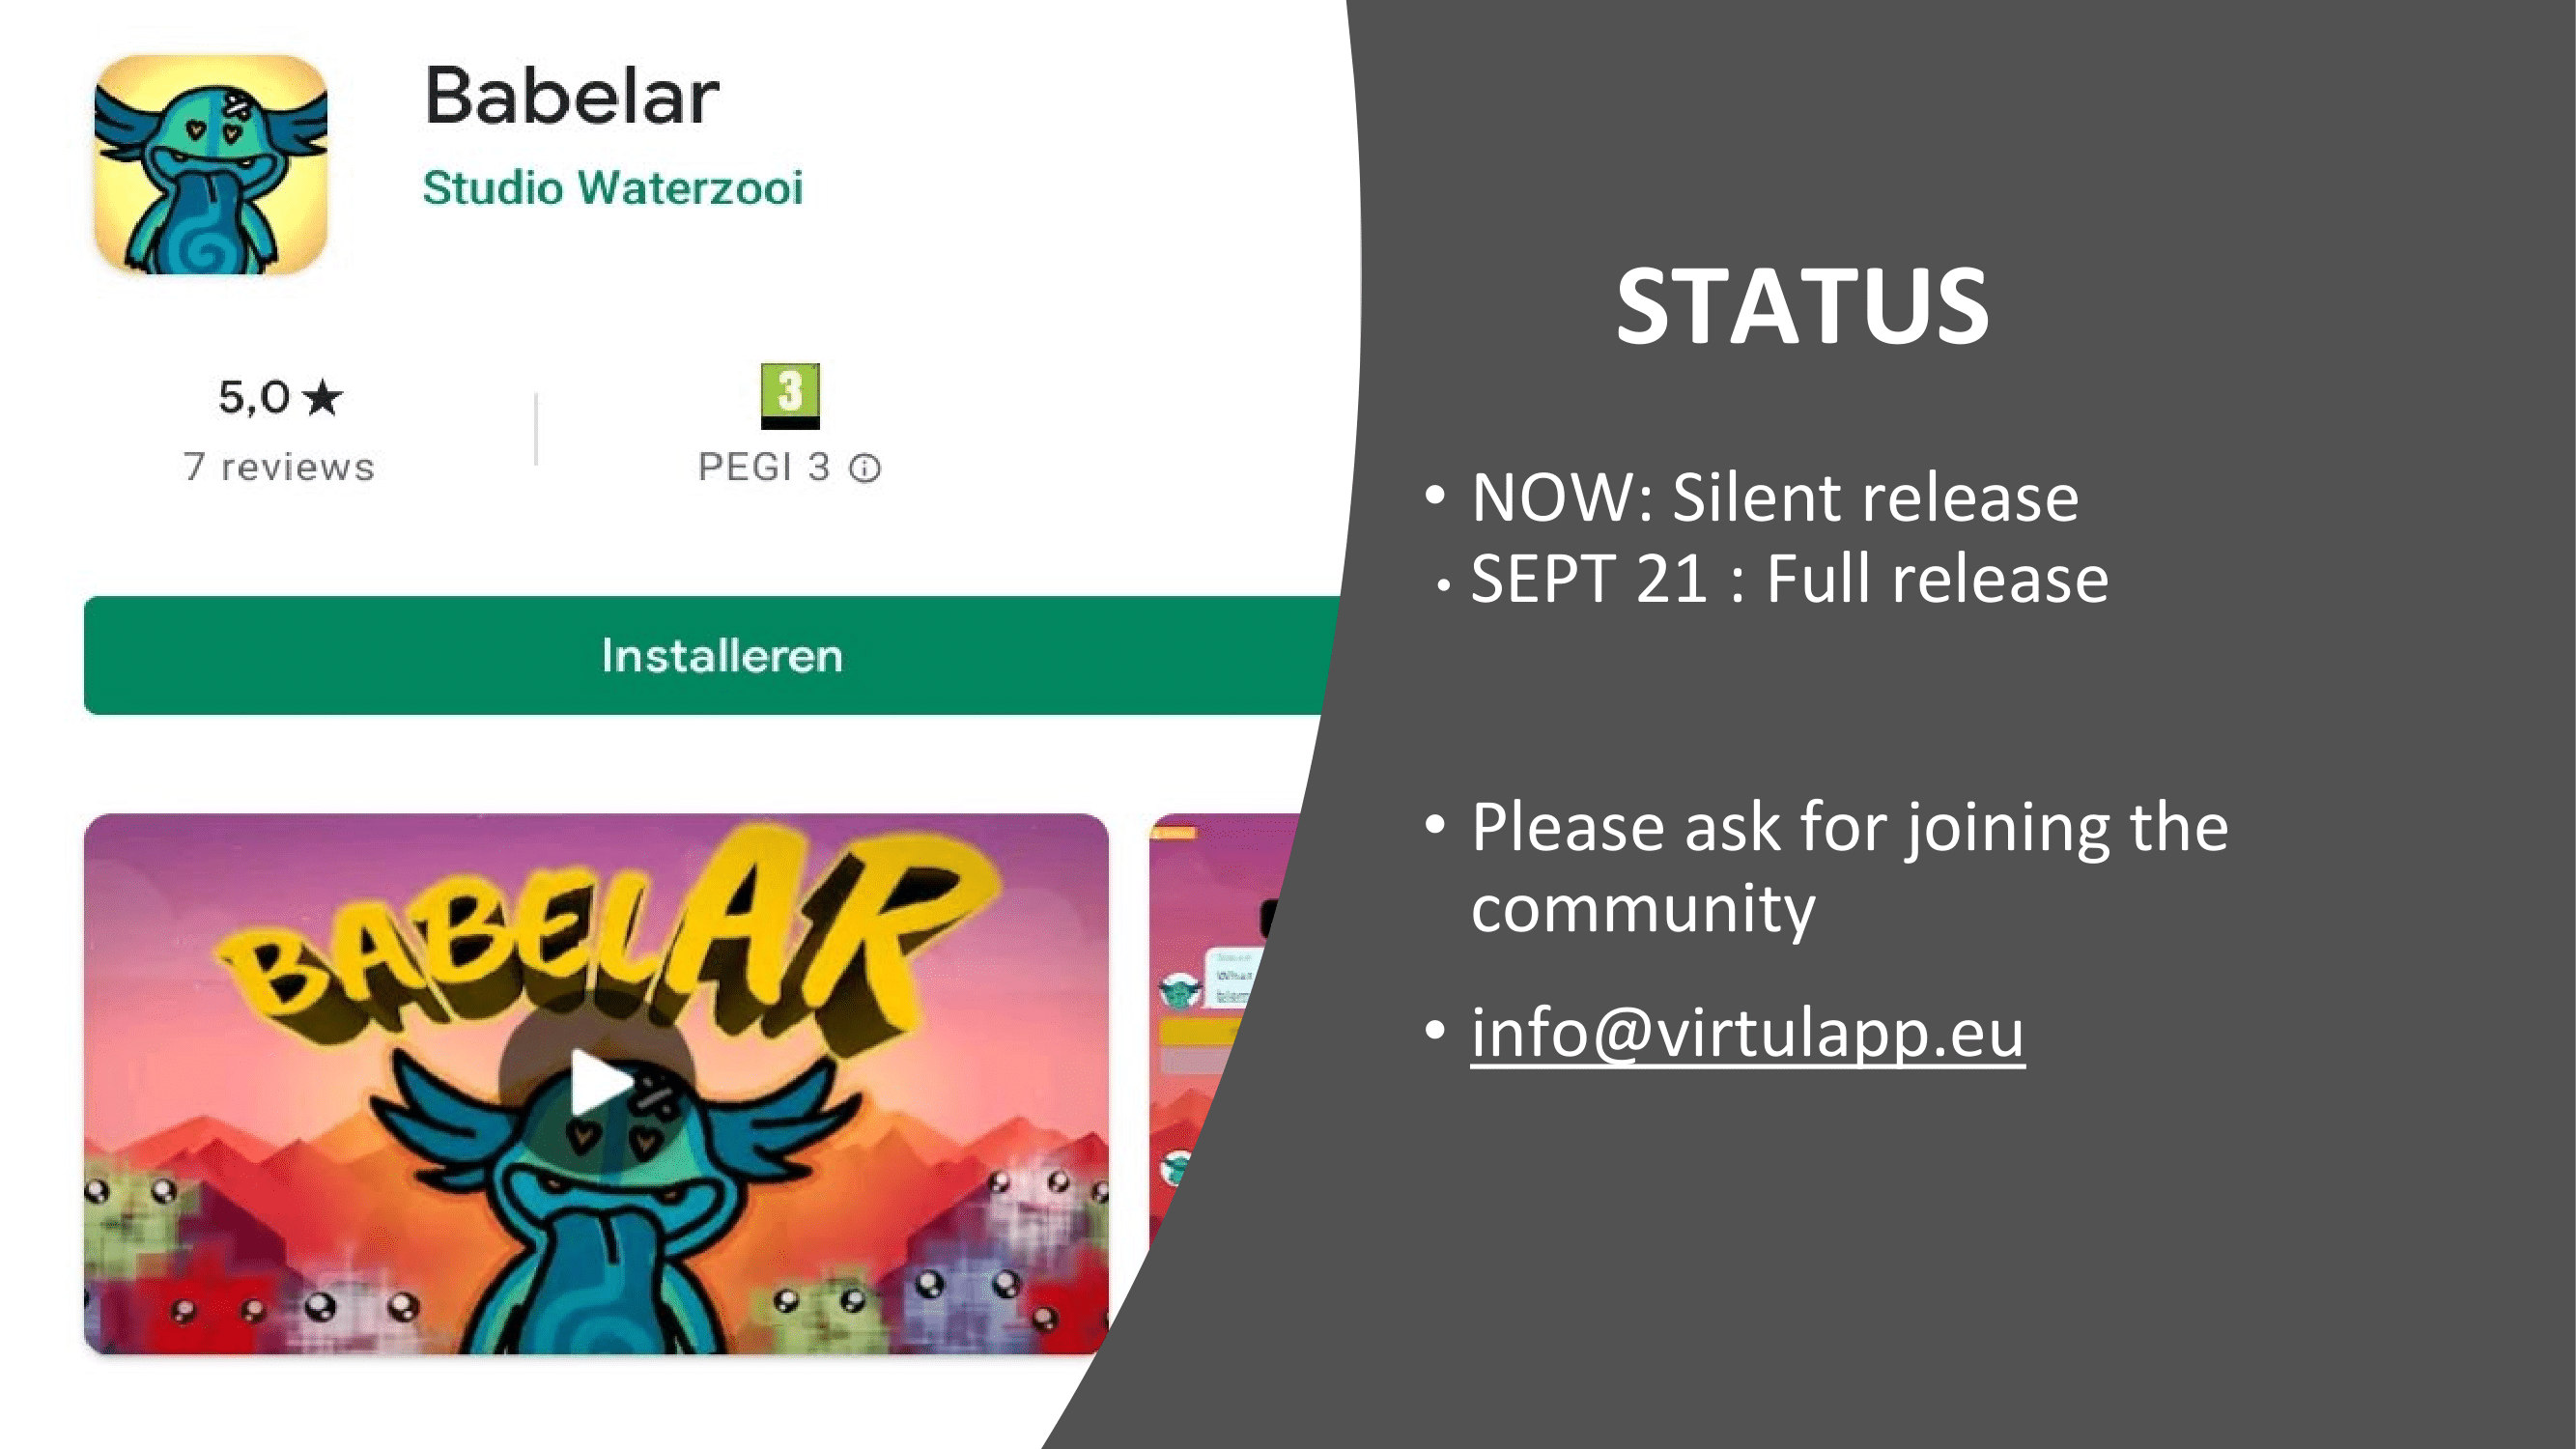 Babelar
Studio Waterzooi
5,0 ★
7 reviews
3
PEGI 3
Installeren
BABELAR
STATUS
• NOW: Silent release
• SEPT 21 : Full release
• Please ask for joining the
community
• info@virtulapp.eu